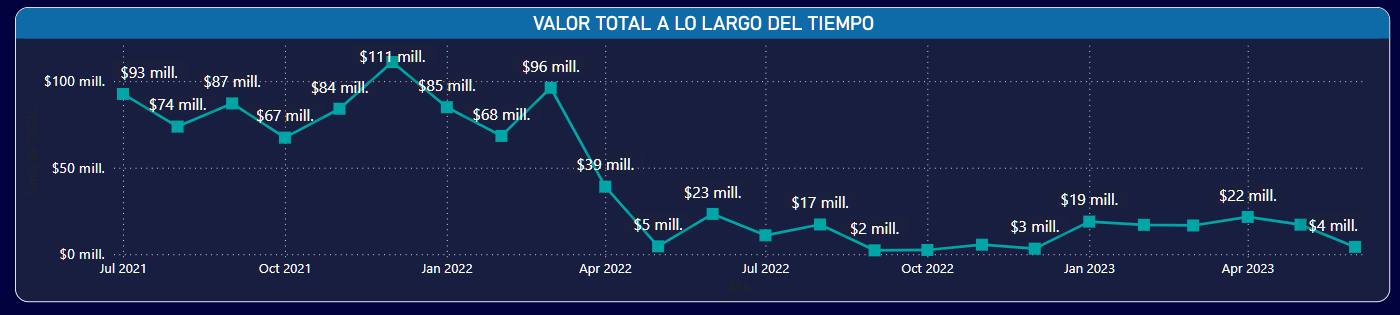 VALOR TOTAL A LO LARGO DEL TIEMPO
$100 mill.
$50 mill.
$0 mill.
$93 mill.
$74 mill.
$87 mill.
$67 mill.
$84 mill.
$111 mill.
$85 mill.
$68 mill.
$96 mill.
$39 mill.
$5 mill.
$23 mill.
$17 mill.
$2 mill.
$3 mill.
$19 mill.
$22 mill.
$4 mill.
Jul 2021
Oct 2021
Jan 2022
Apr 2022
Jul 2022
Oct 2022
Jan 2023
Apr 2023